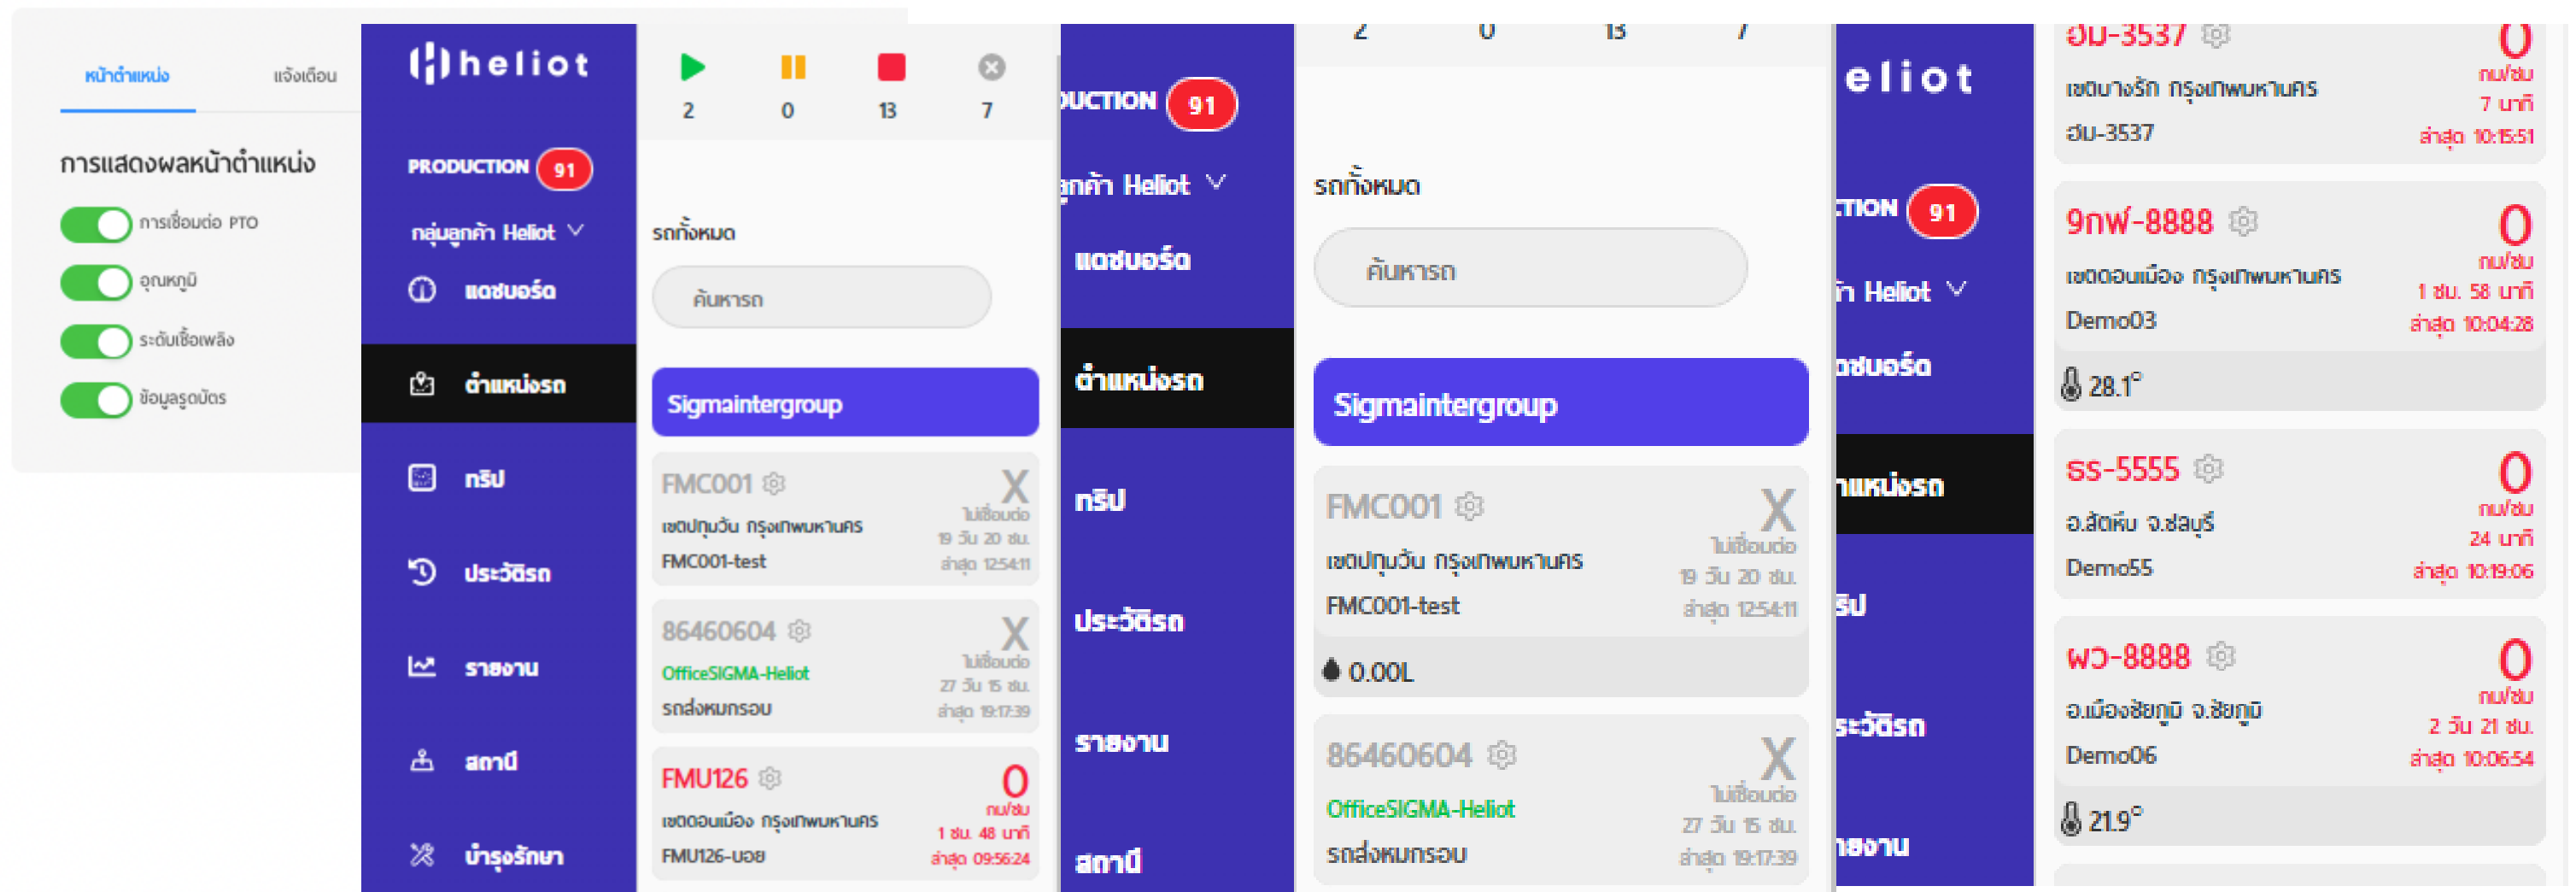 หน้าตำแหน่ง
แจ้งเตือน
การแสดงผลหน้าตำแหน่ง
การเชื่อมต่อ PTO
อุณหภูมิ
ระดับเชื้อเพลิง
ข้อมูลรูดบัตร
heliot
PRODUCTION 91
กลุ่มลูกค้า Heliot
แดชบอร์ด
ตำแหน่งรถ
ทริป
ประวัติรถ
รายงาน
สถานี
บำรุงรักษา
2 0 13 7
รถทั้งหมด
ค้นหารถ
Sigmaintergroup
FMC001 X
ไม่เชื่อมต่อ
เขตปทุมวัน กรุงเทพมหานคร
19 วัน 20 ชม.
FMC001-test
ล่าสุด 12:54:11
86460604 X
ไม่เชื่อมต่อ
OfficeSIGMA-Heliot
27 วัน 15 ชม.
รถส่งหมกรอบ
ล่าสุด 19:17:39
FMU126 0
กม/ชม
เขตดอนเมือง กรุงเทพมหานคร
1 ชม. 48 นาที
FMU126-บอย
ล่าสุด 09:56:24
DUCTION 91
ลูกค้า Heliot
แดชบอร์ด
ตำแหน่งรถ
ทริป
ประวัติรถ
รายงาน
สถานี
2 0 13 7
รถทั้งหมด
ค้นหารถ
Sigmaintergroup
FMC001 X
ไม่เชื่อมต่อ
เขตปทุมวัน กรุงเทพมหานคร
19 วัน 20 ชม.
FMC001-test
ล่าสุด 12:54:11
0.00L
86460604 X
ไม่เชื่อมต่อ
OfficeSIGMA-Heliot
27 วัน 15 ชม.
รถส่งหมกรอบ
ล่าสุด 19:17:39
eliot
CTION 91
ค้า Heliot
ดชบอร์ด
ำแหน่งรถ
ริป
ระวัติรถ
ายงาน
ฮม-3537 0
กม/ชม
เขตบางรัก กรุงเทพมหานคร
7 นาที
ฮม-3537
ล่าสุด 10:15:51
9กฬ-8888 0
กม/ชม
เขตดอนเมือง กรุงเทพมหานคร
1 ชม. 58 นาที
Demo03
ล่าสุด 10:04:28
28.1°
ธร-5555 0
กม/ชม
อ.สัตหีบ จ.ชลบุรี
24 นาที
Demo55
ล่าสุด 10:19:06
ผว-8888 0
กม/ชม
อ.เมืองชัยภูมิ จ.ชัยภูมิ
2 วัน 21 ชม.
Demo06
ล่าสุด 10:06:54
21.9°